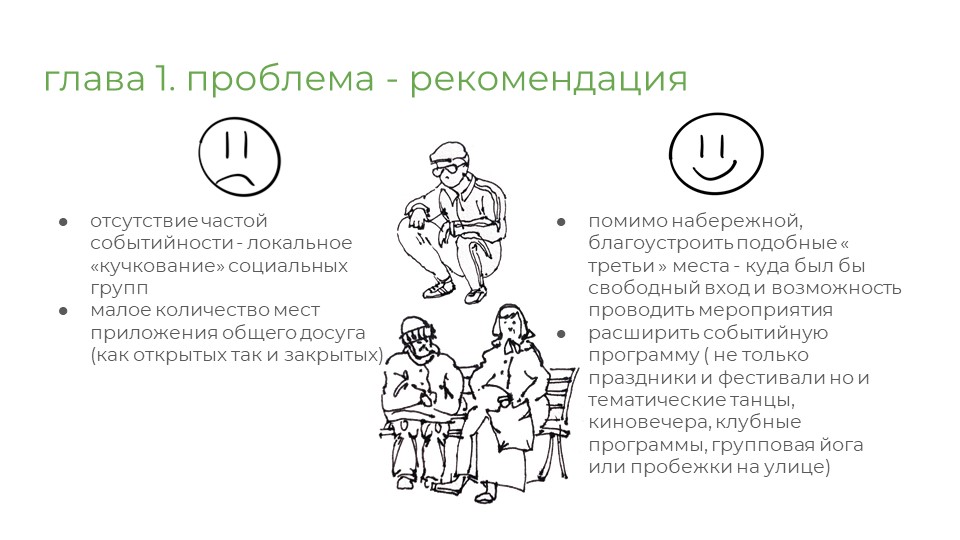 глава 1. проблема - рекомендация
● отсутствие частой
событийности - локальное
«кучкование» социальных
групп
● малое количество мест
приложения общего досуга
(как открытых так и закрытых)
● помимо набережной,
благоустроить подобные «
третьи » места - куда был бы
свободный вход и возможность
проводить мероприятия
● расширить событийную
программу ( не только
праздники и фестивали но и
тематические танцы,
киновечера, клубные
программы, групповая йога
или пробежки на улице)